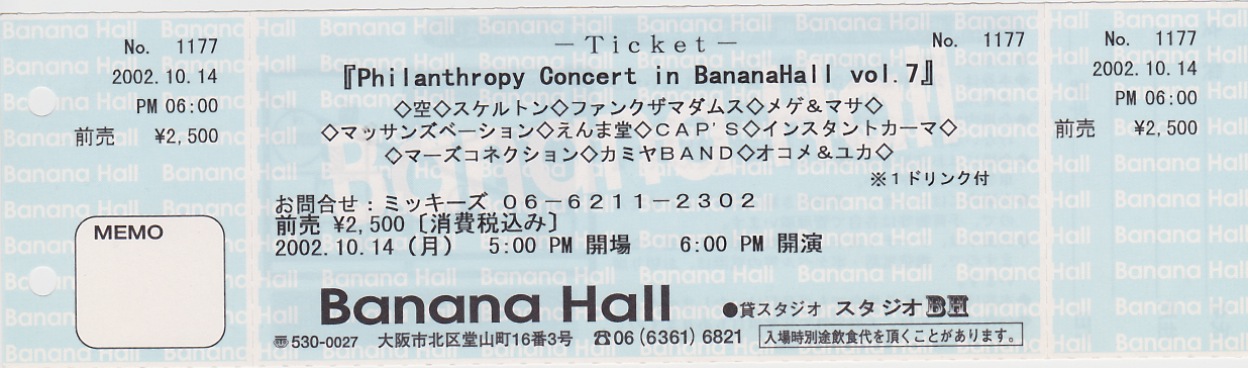 No. 1177
2002.10.14
PM 06:00
前売 ¥2,500
MEMO
－Ticket－
No. 1177
『Philanthropy Concert in BananaHall vol.7』
◇空◇スケルトン◇ファンクザマダムス◇メゲ&マサ◇
◇マッサンズベーション◇えんま堂◇CAP'S◇インスタントカーマ◇
◇マーズコネクション◇カミヤBAND◇オコメ&ユカ◇
※1ドリンク付
お問合せ：ミッキーズ 06-6211-2302
前売 ¥2,500〔消費税込み〕
2002.10.14（月） 5:00 PM 開場 6:00 PM 開演
Banana Hall ●貸スタジオ スタジオBH
〠530-0027 大阪市北区堂山町16番3号 ☎06(6361)6821 入場時別途飲食代を頂くことがあります。
No. 1177
2002.10.14
PM 06:00
前売 ¥2,500